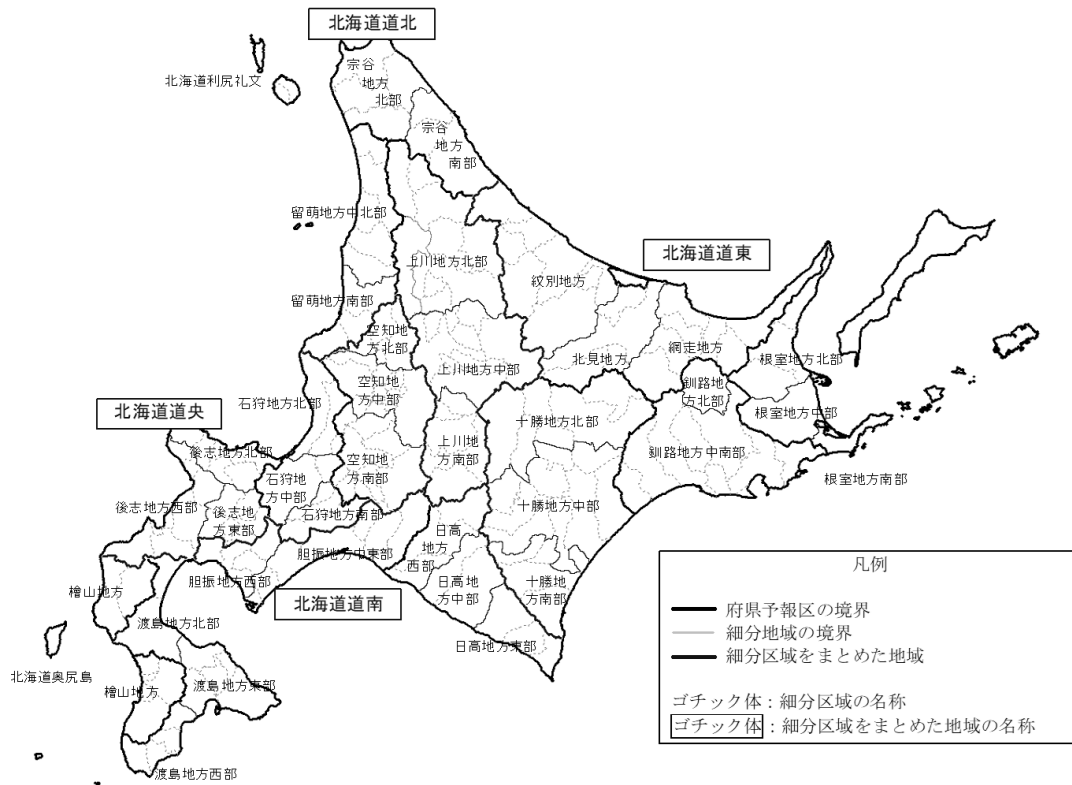 北海道道北
宗谷
地方
北部
北海道利尻礼文
宗谷
地方
南部
留萌地方中北部
上川地方北部
北海道道東
紋別地方
留萌地方南部
空知地
方北部
上川地方中部
北見地方
網走地方
根室地方北部
空知地
方中部
釧路地
方北部
石狩地方北部
北海道道央
根室地方中部
十勝地方北部
後志地方北部
上川地
方南部
釧路地方中南部
空知地
方南部
石狩地
方中部
根室地方南部
後志地方西部
後志地
方東部
石狩地方南部
十勝地方中部
日高
地方
西部
胆振地方中東部
胆振地方西部
日高地
方中部
十勝地
方南部
檜山地方
北海道道南
渡島地方北部
日高地方東部
北海道奥尻島
檜山地方
渡島地方東部
渡島地方西部
凡例
府県予報区の境界
細分地域の境界
細分区域をまとめた地域
ゴチック体：細分区域の名称
ゴチック体：細分区域をまとめた地域の名称